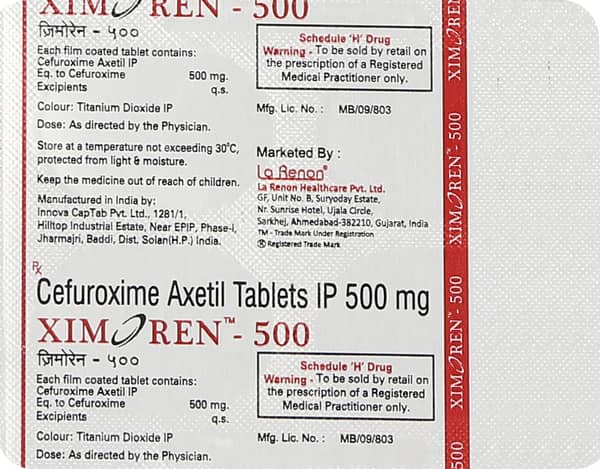 XIMOREN - 500
ज़िमोरेन - ५००
Each film coated tablet contains:
Cefuroxime Axetil IP
Eq. to Cefuroxime 500 mg.
Excipients q.s.
Colour: Titanium Dioxide IP
Dose: As directed by the Physician.
Store at a temperature not exceeding 30°C,
protected from light & moisture.
Keep the medicine out of reach of children.
Manufactured in India by:
Innova CapTab Pvt. Ltd., 1281/1,
Hilltop Industrial Estate, Near EPIP, Phase-I,
Jharmajri, Baddi, Dist. Solan(H.P.) India.
Schedule 'H' Drug
Warning - To be sold by retail on
the prescription of a Registered
Medical Practitioner only.
Mfg. Lic. No. : MB/09/803
Marketed By :
La Renon®
La Renon Healthcare Pvt. Ltd.
GF, Unit No. B, Suryoday Estate,
Nr. Sunrise Hotel, Ujala Circle,
Sarkhej, Ahmedabad-382210, Gujarat, India
TM - Trade Mark Under Registration
® Registered Trade Mark
Rx
Cefuroxime Axetil Tablets IP 500 mg
XIMOREN™ - 500
ज़िमोरेन - ५००
Each film coated tablet contains:
Cefuroxime Axetil IP
Eq. to Cefuroxime 500 mg.
Excipients q.s.
Colour: Titanium Dioxide IP
Dose: As directed by the Physician.
Schedule 'H' Drug
Warning - To be sold by retail on
the prescription of a Registered
Medical Practitioner only.
Mfg. Lic. No. : MB/09/803
XIMOREN
XIMOREN™ - 500
XIMOREN™ - 500
500